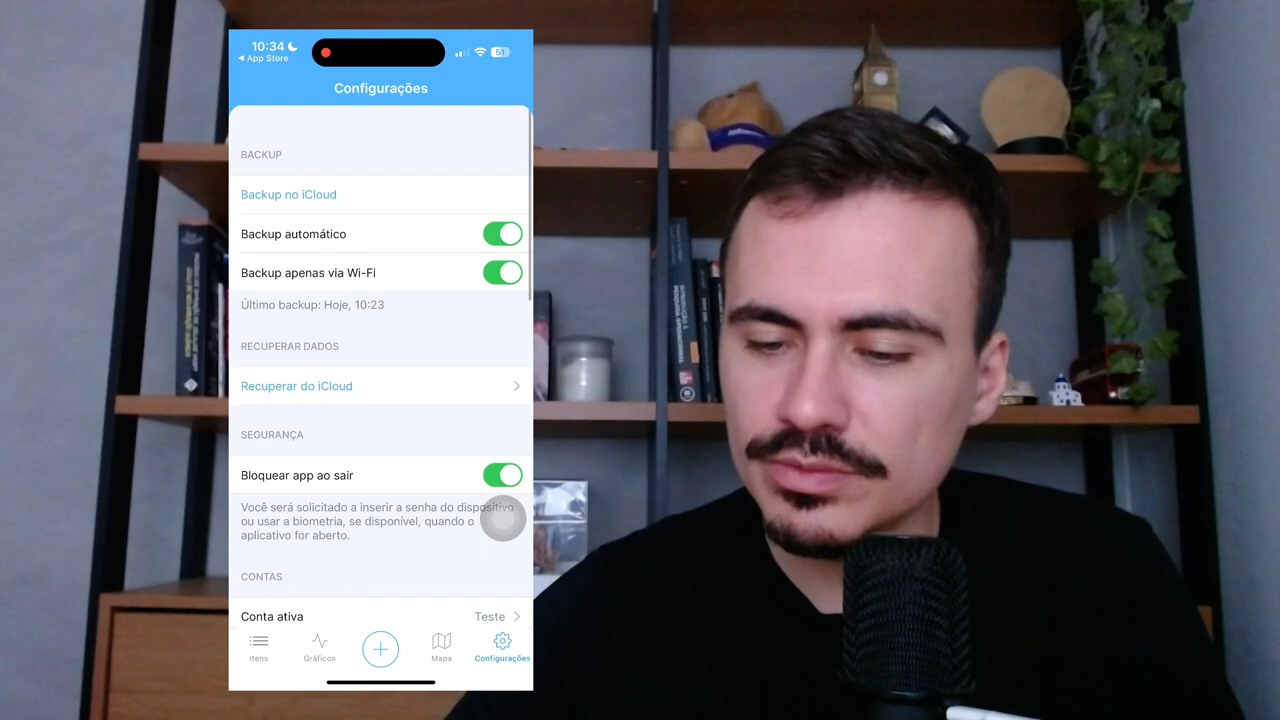 10:34
51
◀ App Store
Configurações
BACKUP
Backup no iCloud
Backup automático
Backup apenas via Wi-Fi
Último backup: Hoje, 10:23
RECUPERAR DADOS
Recuperar do iCloud
SEGURANÇA
Bloquear app ao sair
Você será solicitado a inserir a senha do dispositivo
ou usar a biometria, se disponível, quando o
aplicativo for aberto.
CONTAS
Conta ativa
Teste
Itens
Gráficos
Mapa
Configurações